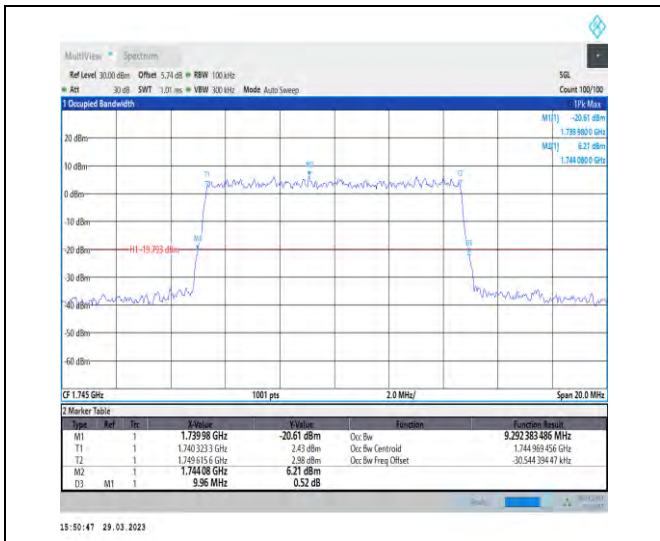 MultiView Spectrum
Ref Level 30.00 dBm Offset 5.74 dB RBW 100 kHz SGL
Att 30 dB SWT 1.01 ms VBW 300 kHz Mode Auto Sweep Count 100/100
1 Occupied Bandwidth 1Pk Max
M1[1] -20.61 dBm
1.739 980 0 GHz
M2[1] 6.21 dBm
1.744 080 0 GHz
20 dBm
10 dBm
T1 M2 T2
0 dBm
-10 dBm
M1 D3
-20 dBm H1 -19.793 dBm
-30 dBm
-40 dBm
-50 dBm
-60 dBm
CF 1.745 GHz 1001 pts 2.0 MHz/ Span 20.0 MHz
2 Marker Table
Type Ref Trc X-Value Y-Value Function Function Result
M1 1 1.739 98 GHz -20.61 dBm Occ Bw 9.292 383 486 MHz
T1 1 1.740 323 3 GHz 2.43 dBm Occ Bw Centroid 1.744 969 456 GHz
T2 1 1.749 615 6 GHz 2.98 dBm Occ Bw Freq Offset -30.544 394 47 kHz
M2 1 1.744 08 GHz 6.21 dBm
D3 M1 1 9.96 MHz 0.52 dB
15:50:47 29.03.2023